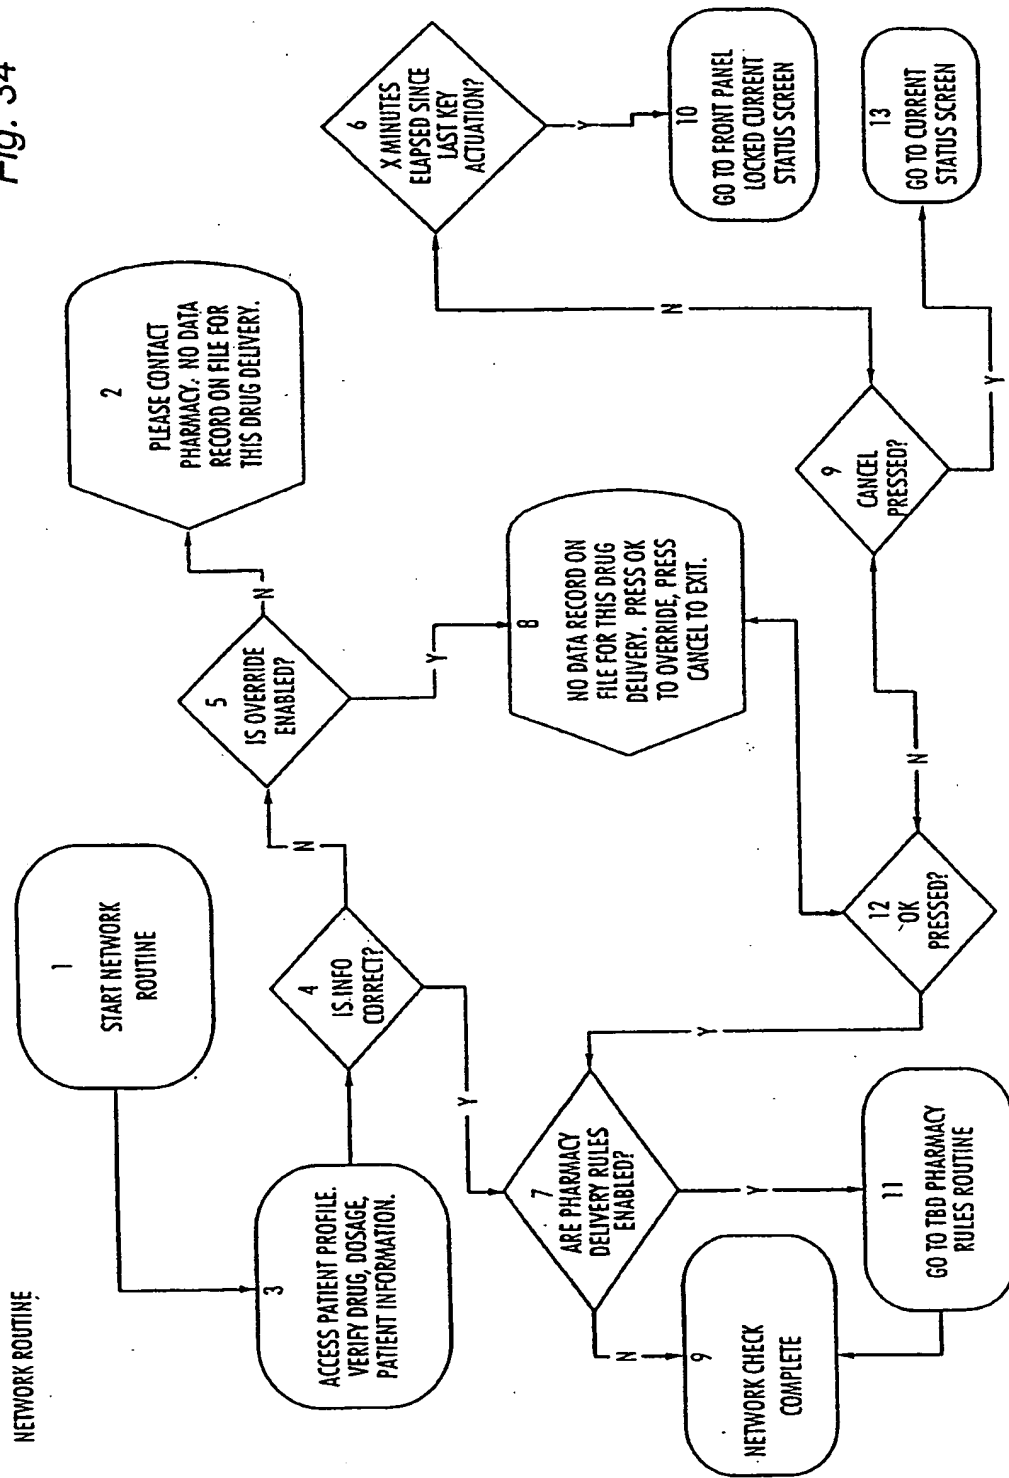 Fig. 34
NETWORK ROUTINE
1
START NETWORK
ROUTINE
2
PLEASE CONTACT
PHARMACY. NO DATA
RECORD ON FILE FOR
THIS DRUG DELIVERY.
3
ACCESS PATIENT PROFILE.
VERIFY DRUG, DOSAGE,
PATIENT INFORMATION.
4
IS INFO
CORRECT?
N
Y
5
IS OVERRIDE
ENABLED?
N
Y
6
X MINUTES
ELAPSED SINCE
LAST KEY
ACTUATION?
Y
N
7
ARE PHARMACY
DELIVERY RULES
ENABLED?
N
Y
8
NO DATA RECORD ON
FILE FOR THIS DRUG
DELIVERY. PRESS OK
TO OVERRIDE, PRESS
CANCEL TO EXIT.
9
NETWORK CHECK
COMPLETE
9
CANCEL
PRESSED?
Y
N
10
GO TO FRONT PANEL
LOCKED CURRENT
STATUS SCREEN
11
GO TO TBD PHARMACY
RULES ROUTINE
12
OK
PRESSED?
Y
13
GO TO CURRENT
STATUS SCREEN